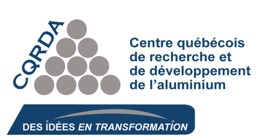 CQRDA
Centre québécois
de recherche et
de développement
de l'aluminium
DES IDÉES EN TRANSFORMATION